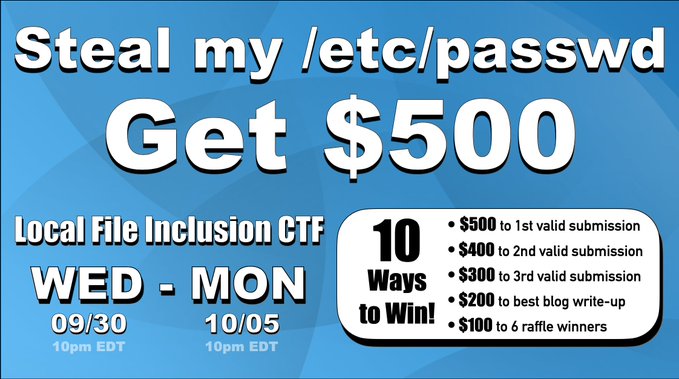 Steal my /etc/passwd
Get $500
Local File Inclusion CTF
WED - MON
09/30 10/05
10pm EDT 10pm EDT
10
Ways
to Win!
• $500 to 1st valid submission
• $400 to 2nd valid submission
• $300 to 3rd valid submission
• $200 to best blog write-up
• $100 to 6 raffle winners